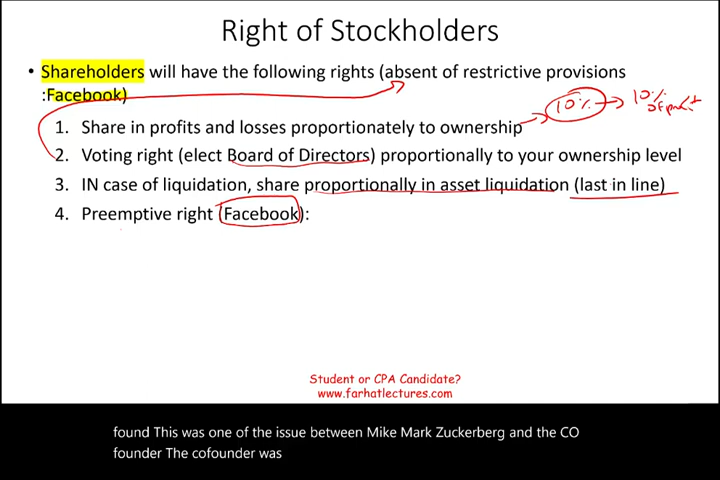 Right of Stockholders
• Shareholders will have the following rights (absent of restrictive provisions
:Facebook)
10% → 10%
1. Share in profits and losses proportionately to ownership
2. Voting right (elect Board of Directors) proportionally to your ownership level
3. IN case of liquidation, share proportionally in asset liquidation (last in line)
4. Preemptive right (Facebook):
Student or CPA Candidate?
www.farhatlectures.com
found This was one of the issue between Mike Mark Zuckerberg and the CO
founder The cofounder was